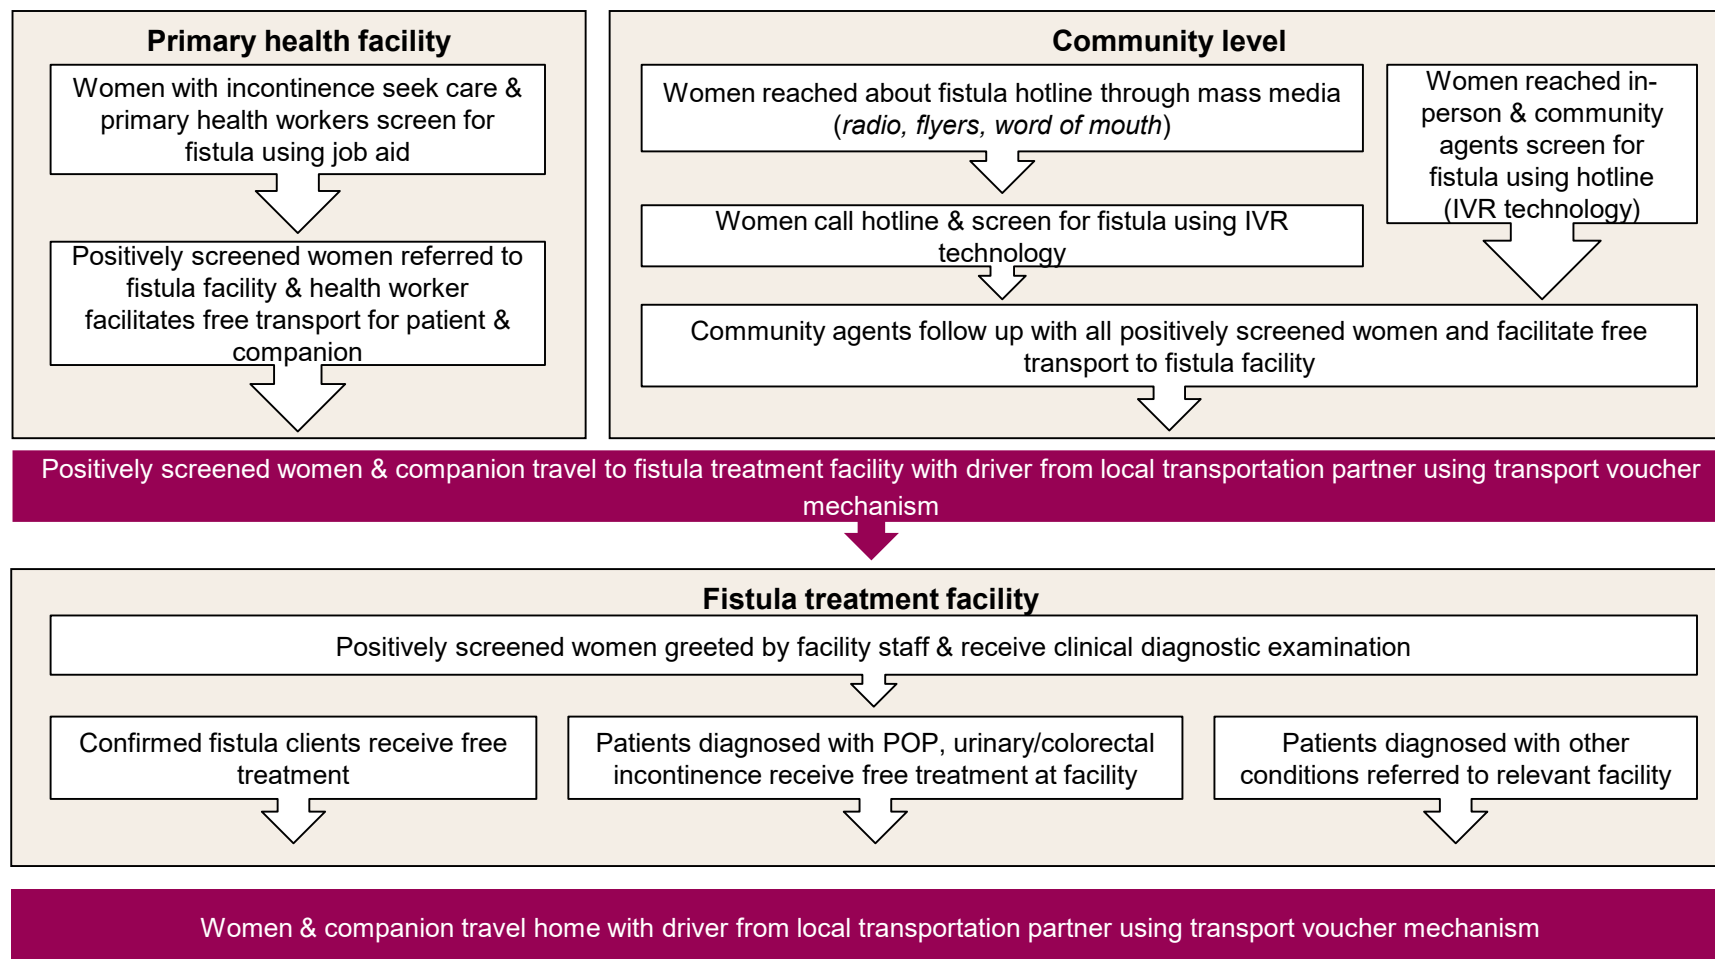 Primary health facility
Women with incontinence seek care &
primary health workers screen for
fistula using job aid
Positively screened women referred to
fistula facility & health worker
facilitates free transport for patient &
companion
Community level
Women reached about fistula hotline through mass media
(radio, flyers, word of mouth)
Women call hotline & screen for fistula using IVR
technology
Women reached in-
person & community
agents screen for
fistula using hotline
(IVR technology)
Community agents follow up with all positively screened women and facilitate free
transport to fistula facility
Positively screened women & companion travel to fistula treatment facility with driver from local transportation partner using transport voucher
mechanism
Fistula treatment facility
Positively screened women greeted by facility staff & receive clinical diagnostic examination
Confirmed fistula clients receive free
treatment
Patients diagnosed with POP, urinary/colorectal
incontinence receive free treatment at facility
Patients diagnosed with other
conditions referred to relevant facility
Women & companion travel home with driver from local transportation partner using transport voucher mechanism